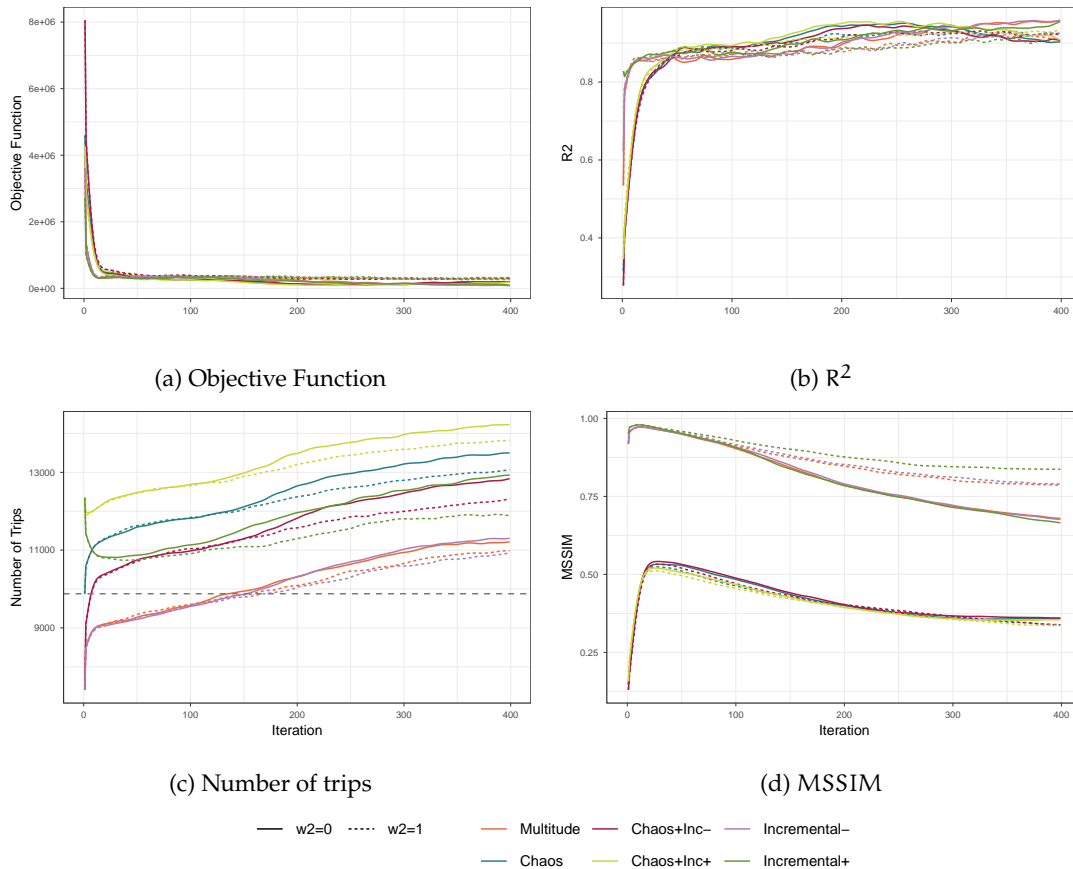 8e+06
6e+06
4e+06
2e+06
0e+00
Objective Function
0 100 200 300 400
(a) Objective Function
0.8
0.6
0.4
R2
0 100 200 300 400
(b) R²
13000
11000
9000
Number of Trips
0 100 200 300 400
Iteration
(c) Number of trips
1.00
0.75
0.50
0.25
MSSIM
0 100 200 300 400
Iteration
(d) MSSIM
w2=0 w2=1 Multitude Chaos+Inc− Incremental−
Chaos Chaos+Inc+ Incremental+